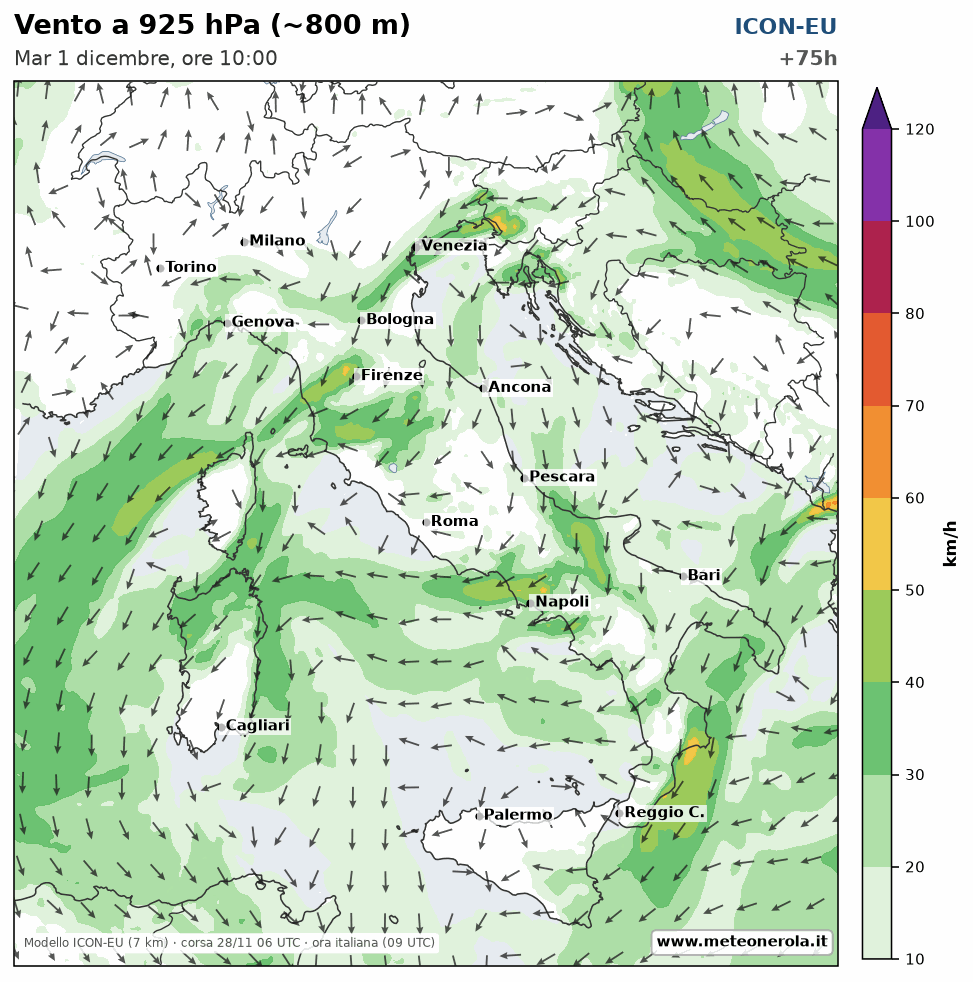 Vento a 925 hPa (~800 m)
ICON-EU
Mar 1 dicembre, ore 10:00
+75h
120
100
80
70
60
50
40
30
20
10
km/h
Milano
Venezia
Torino
Genova
Bologna
Firenze
Ancona
Pescara
Roma
Bari
Napoli
Cagliari
Palermo
Reggio C.
Modello ICON-EU (7 km) · corsa 28/11 06 UTC · ora italiana (09 UTC)
www.meteonerola.it